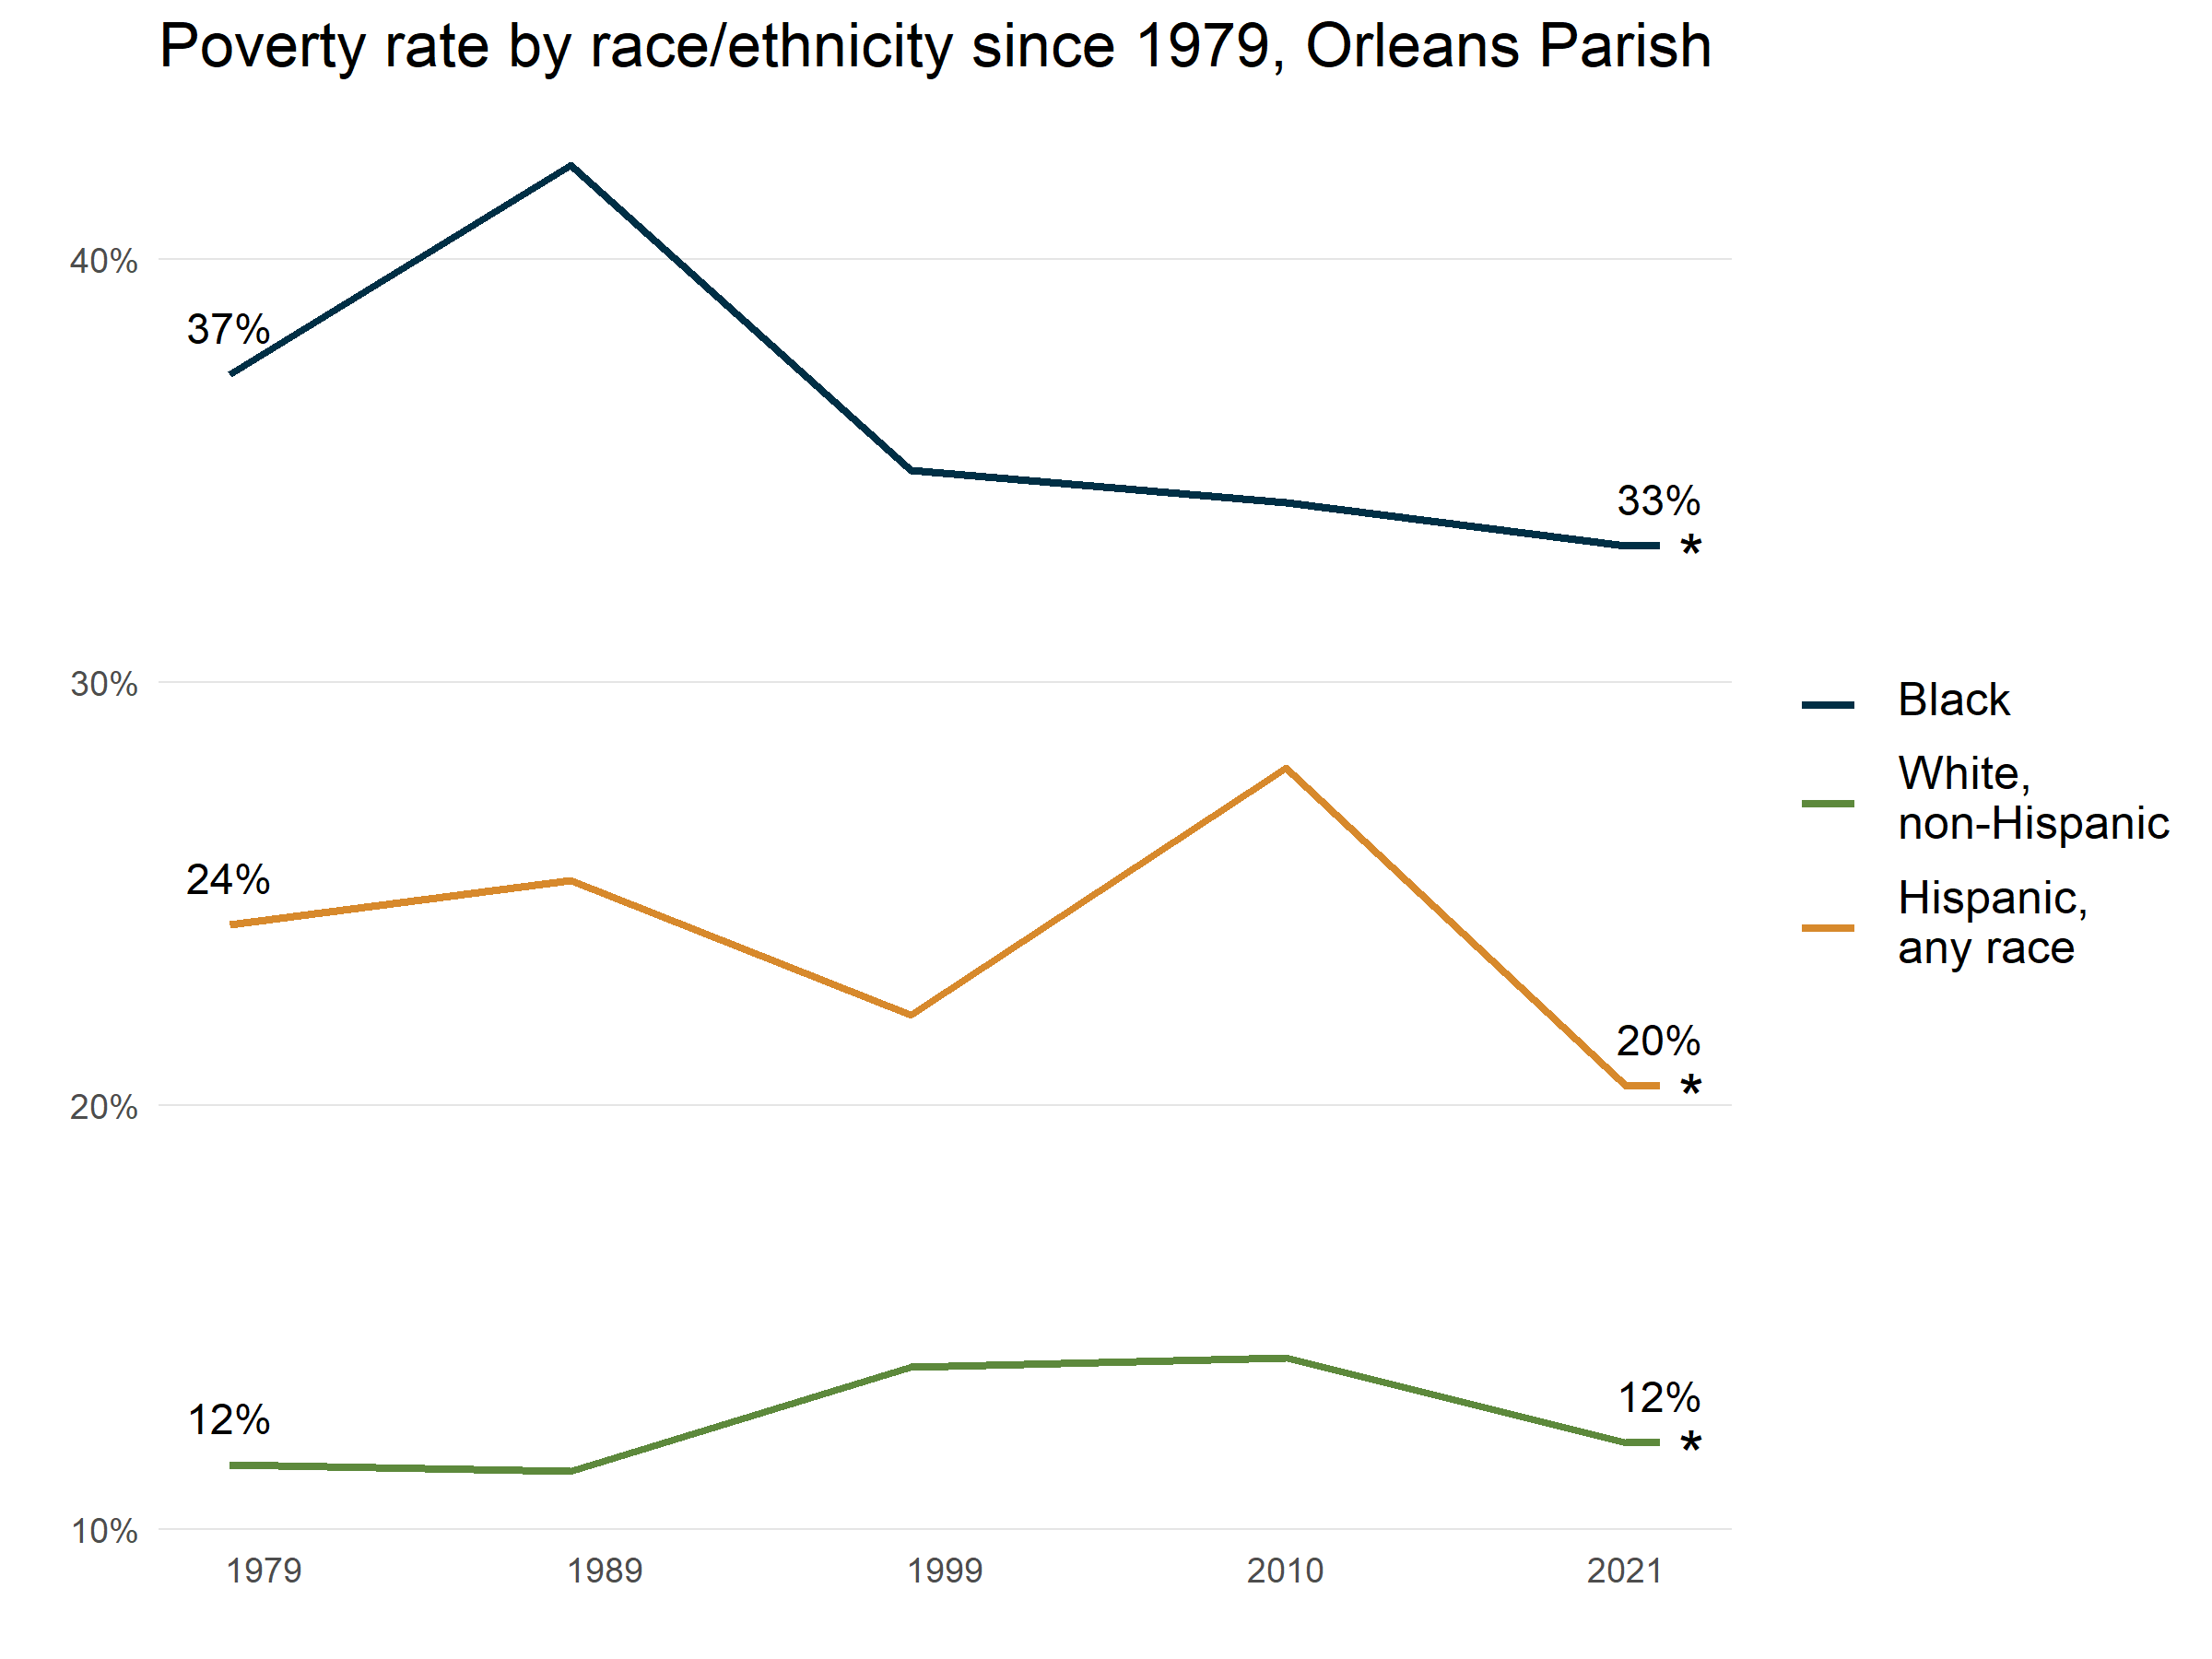 Poverty rate by race/ethnicity since 1979, Orleans Parish
40%
37%
33%
*
30%
Black
White,
non-Hispanic
Hispanic,
any race
24%
20%
*
20%
12%
12%
*
10%
1979 1989 1999 2010 2021